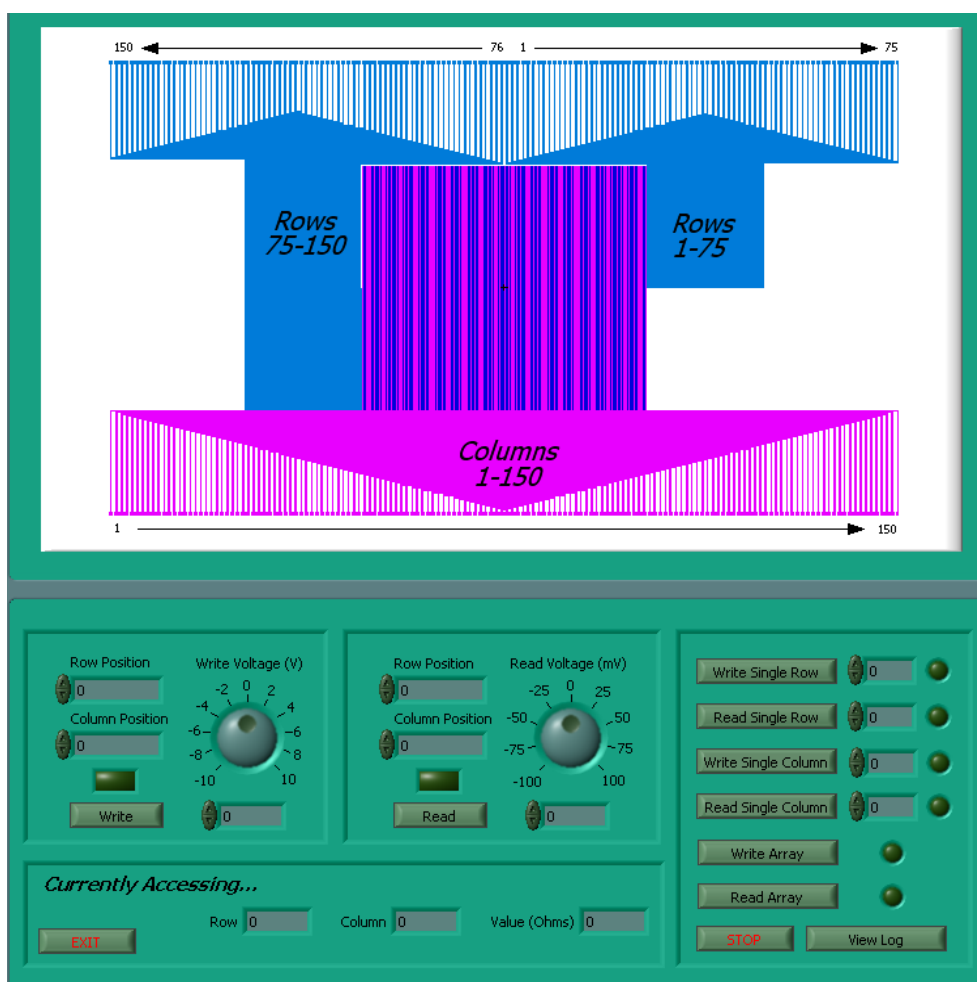 150 76 1 75
Rows
75-150
Rows
1-75
Columns
1-150
1 150
Row Position
0
Column Position
0
Write
Write Voltage (V)
-2 0 2
-4 4
-6 6
-8 8
-10 10
0
Row Position
0
Column Position
0
Read
Read Voltage (mV)
-25 0 25
-50 50
-75 75
-100 100
0
Write Single Row 0
Read Single Row 0
Write Single Column 0
Read Single Column 0
Write Array
Read Array
STOP View Log
Currently Accessing...
Row 0 Column 0 Value (Ohms) 0
EXIT